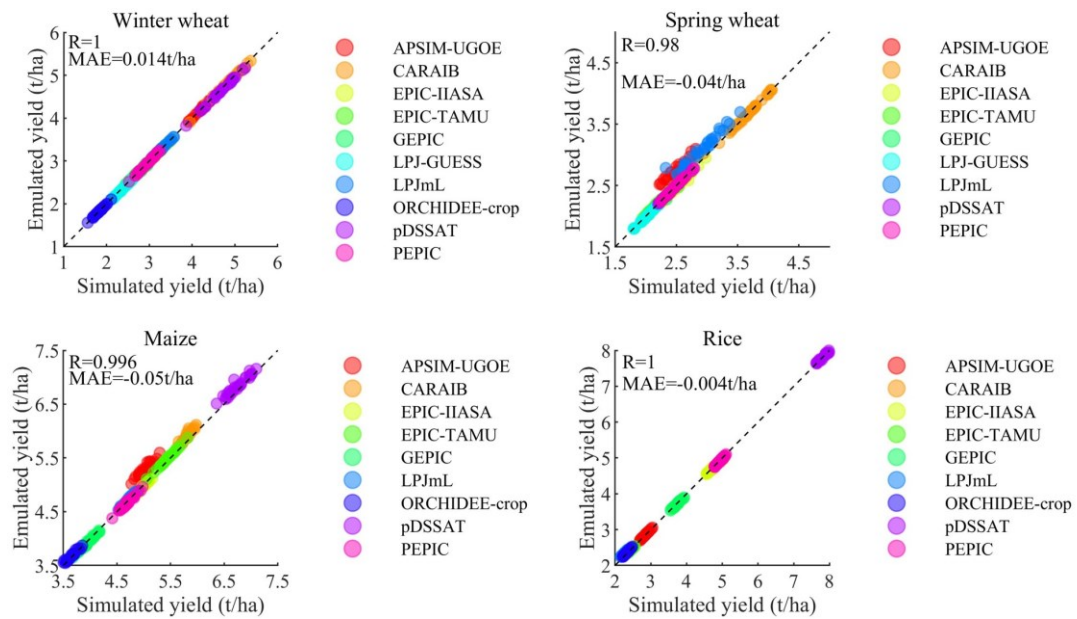 Winter wheat
R=1
MAE=0.014t/ha
Emulated yield (t/ha)
6
5
4
3
2
1
1 2 3 4 5 6
Simulated yield (t/ha)
APSIM-UGOE
CARAIB
EPIC-IIASA
EPIC-TAMU
GEPIC
LPJ-GUESS
LPJmL
ORCHIDEE-crop
pDSSAT
PEPIC
Spring wheat
R=0.98
MAE=-0.04t/ha
Emulated yield (t/ha)
4.5
3.5
2.5
1.5
1.5 2.5 3.5 4.5
Simulated yield (t/ha)
APSIM-UGOE
CARAIB
EPIC-IIASA
EPIC-TAMU
GEPIC
LPJ-GUESS
LPJmL
pDSSAT
PEPIC
Maize
R=0.996
MAE=-0.05t/ha
Emulated yield (t/ha)
7.5
6.5
5.5
4.5
3.5
3.5 4.5 5.5 6.5 7.5
Simulated yield (t/ha)
APSIM-UGOE
CARAIB
EPIC-IIASA
EPIC-TAMU
GEPIC
LPJmL
ORCHIDEE-crop
pDSSAT
PEPIC
Rice
R=1
MAE=-0.004t/ha
Emulated yield (t/ha)
8
7
6
5
4
3
2
2 3 4 5 6 7 8
Simulated yield (t/ha)
APSIM-UGOE
CARAIB
EPIC-IIASA
EPIC-TAMU
GEPIC
LPJmL
ORCHIDEE-crop
pDSSAT
PEPIC